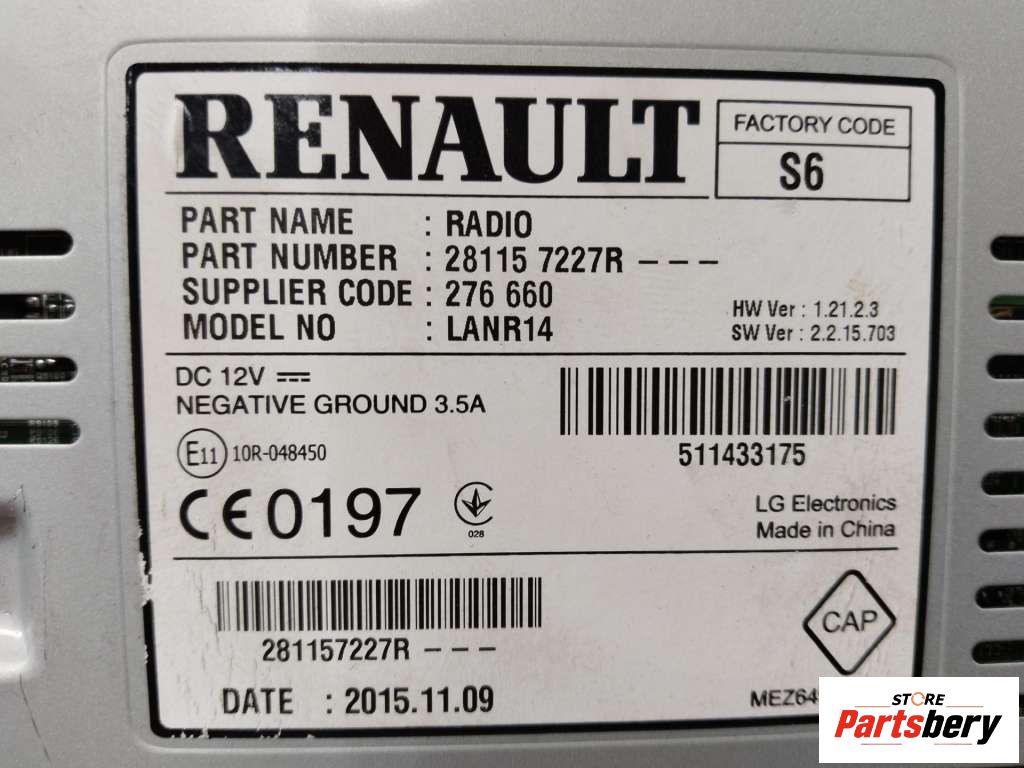 RENAULT
FACTORY CODE
S6
PART NAME : RADIO
PART NUMBER : 28115 7227R - - -
SUPPLIER CODE : 276 660
MODEL NO : LANR14
HW Ver : 1.21.2.3
SW Ver : 2.2.15.703
DC 12V
NEGATIVE GROUND 3.5A
511433175
E11 10R-048450
CE 0197
028
LG Electronics
Made in China
281157227R - - -
CAP
DATE : 2015.11.09
STORE
Partsbery